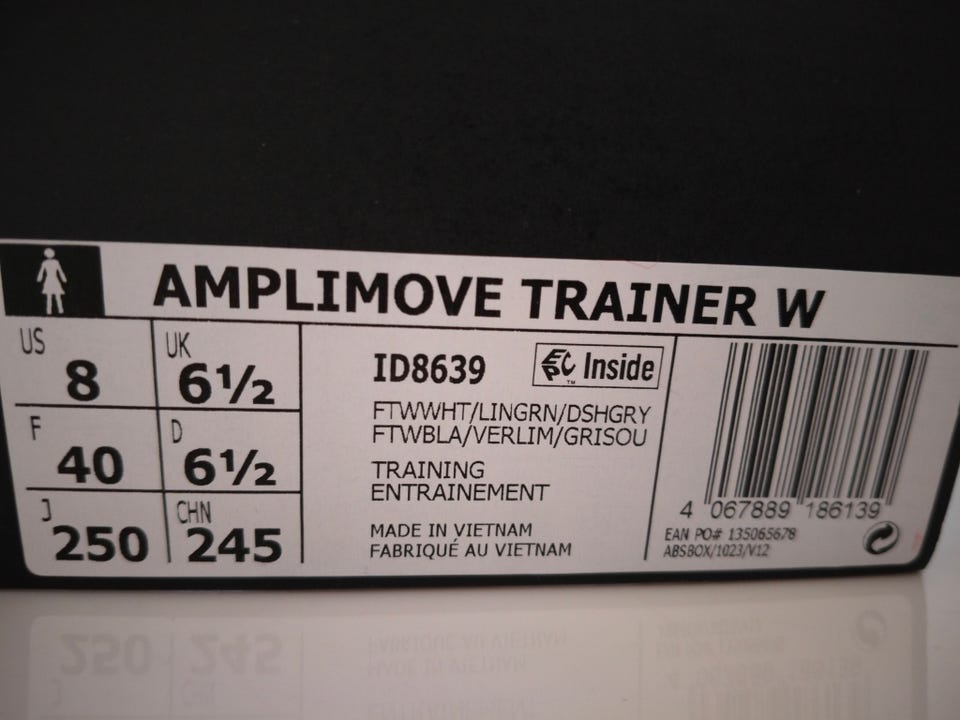 AMPLIMOVE TRAINER W
US
8
UK
6½
F
40
D
6½
J
250
CHN
245
ID8639
EPC Inside
TM
FTWWHT/LINGRN/DSHGRY
FTWBLA/VERLIM/GRISOU
TRAINING
ENTRAINEMENT
MADE IN VIETNAM
FABRIQUÉ AU VIETNAM
4 067889 186139
EAN PO# 135065678
ABSBOX/1023/V12